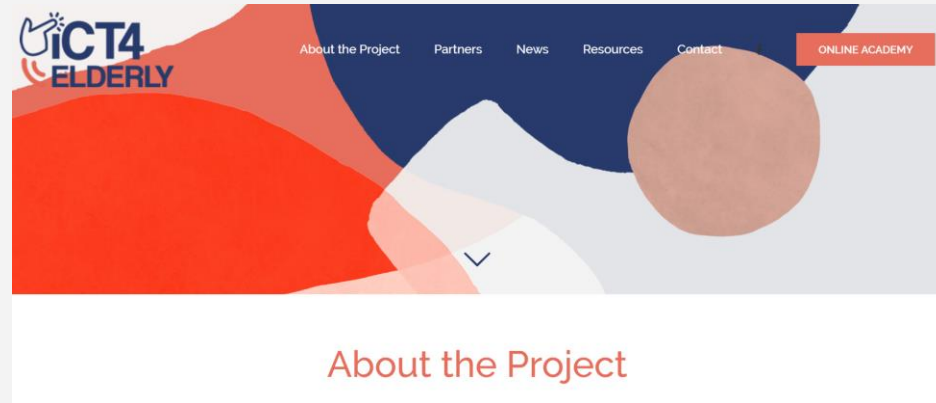 iCT4
ELDERLY
About the Project Partners News Resources Contact ONLINE ACADEMY
About the Project